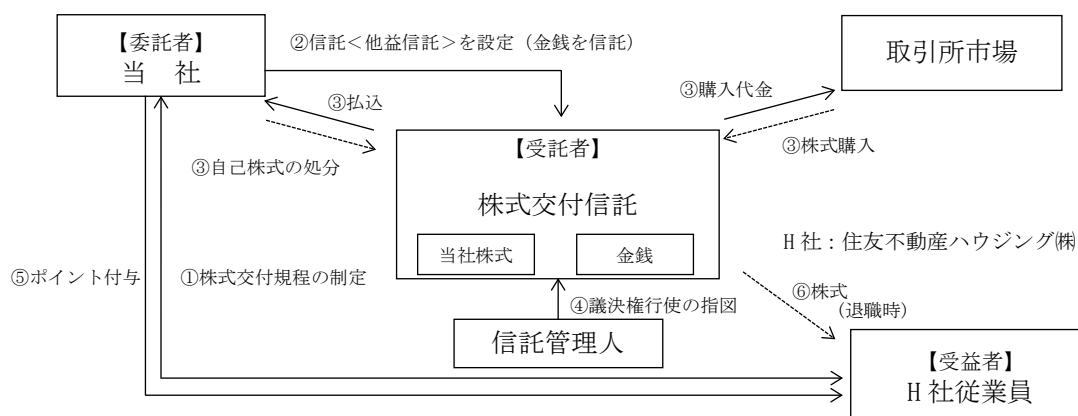 【委託者】
当　社
②信託＜他益信託＞を設定（金銭を信託）
取引所市場
③払込
③購入代金
③自己株式の処分
③株式購入
【受託者】
株式交付信託
当社株式
金銭
H 社：住友不動産ハウジング㈱
⑤ポイント付与
①株式交付規程の制定
④議決権行使の指図
⑥株式
（退職時）
信託管理人
【受益者】
H 社従業員